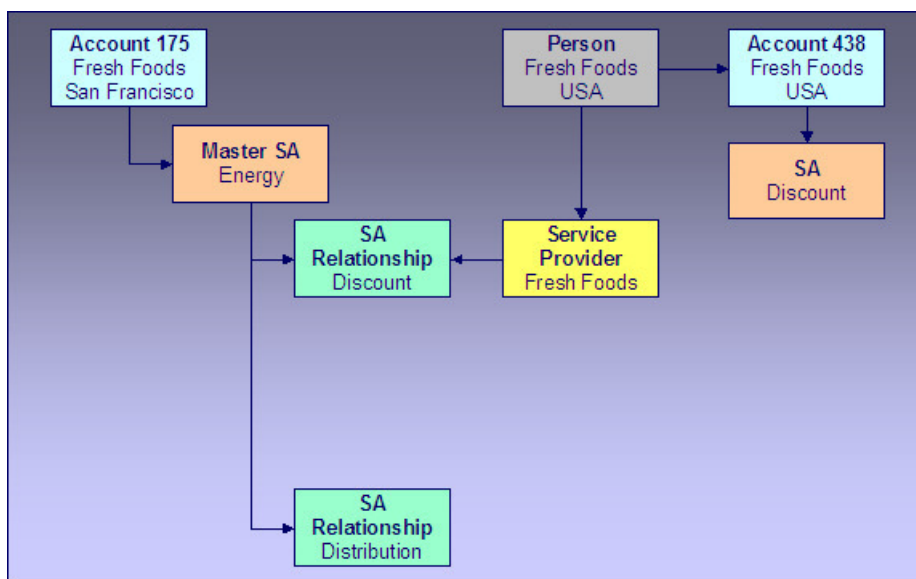 Account 175
Fresh Foods
San Francisco
Person
Fresh Foods
USA
Account 438
Fresh Foods
USA
Master SA
Energy
SA
Discount
SA
Relationship
Discount
Service
Provider
Fresh Foods
SA
Relationship
Distribution